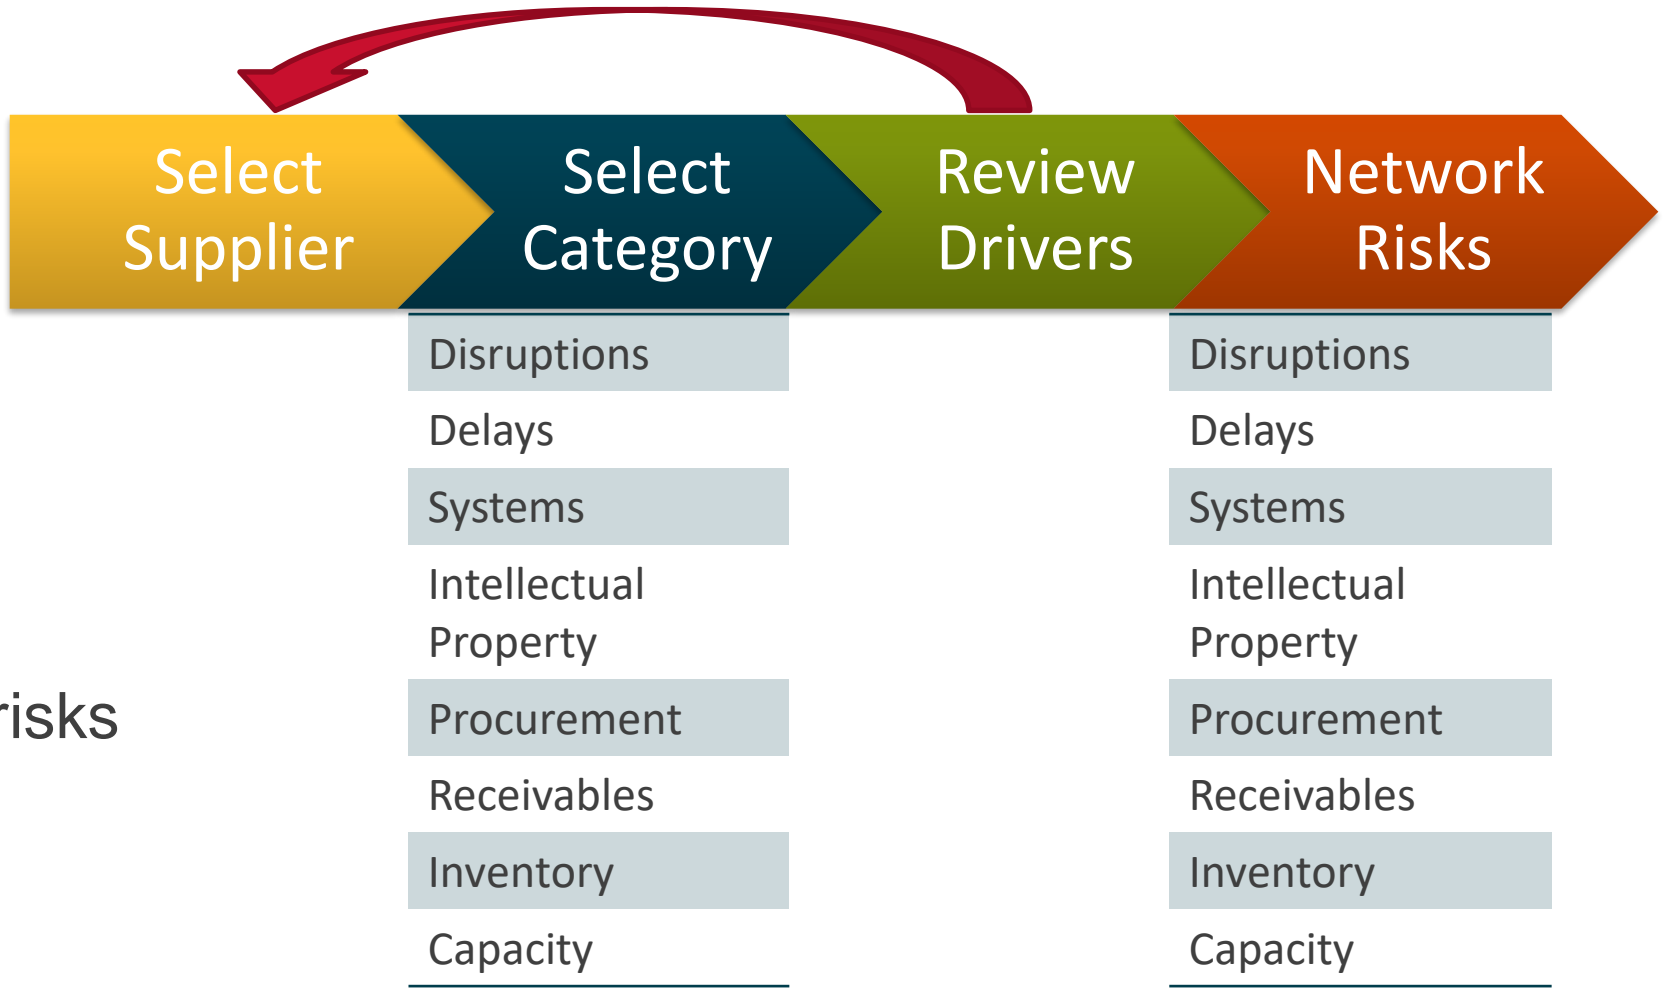 Select
Supplier
Select
Category
Review
Drivers
Network
Risks
Disruptions
Delays
Systems
Intellectual
Property
Procurement
Receivables
Inventory
Capacity
Disruptions
Delays
Systems
Intellectual
Property
Procurement
Receivables
Inventory
Capacity
risks